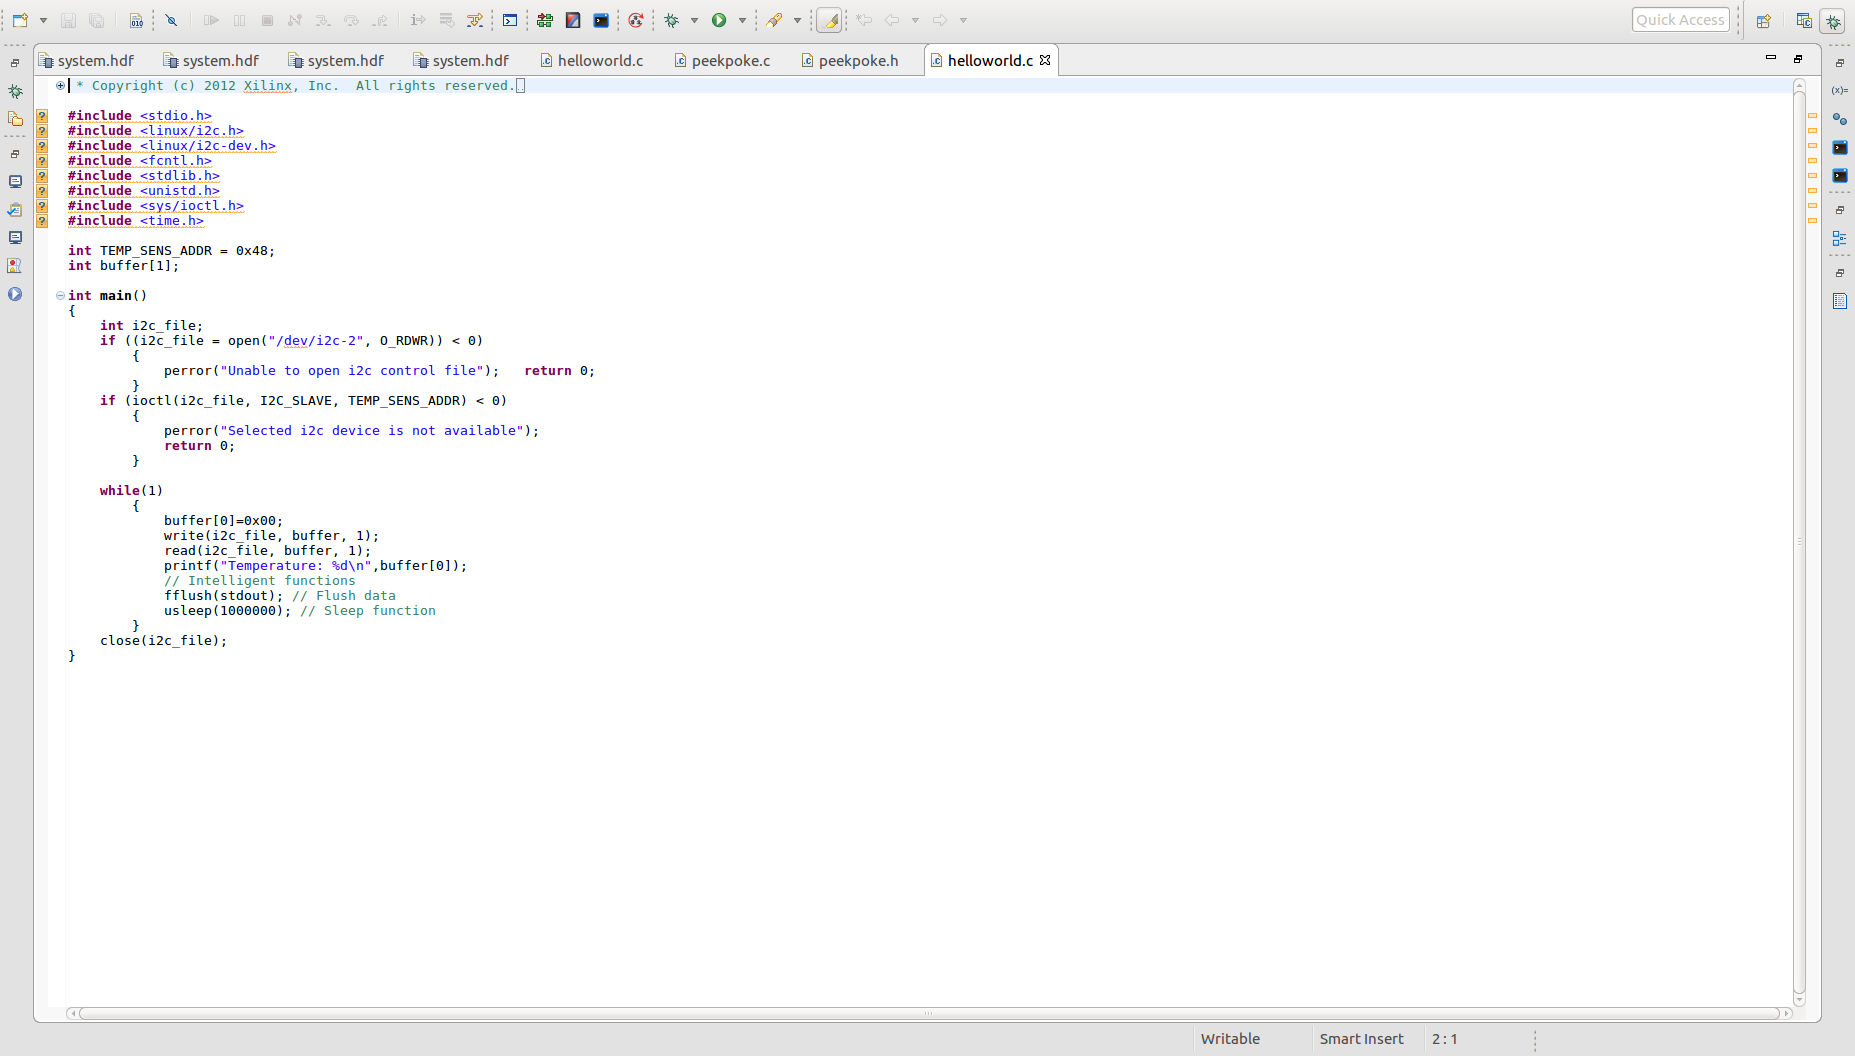 Quick Access
system.hdf system.hdf system.hdf system.hdf helloworld.c peekpoke.c peekpoke.h helloworld.c
* Copyright (c) 2012 Xilinx, Inc.  All rights reserved.
#include <stdio.h>
#include <linux/i2c.h>
#include <linux/i2c-dev.h>
#include <fcntl.h>
#include <stdlib.h>
#include <unistd.h>
#include <sys/ioctl.h>
#include <time.h>
int TEMP_SENS_ADDR = 0x48;
int buffer[1];
int main()
{
    int i2c_file;
    if ((i2c_file = open("/dev/i2c-2", O_RDWR)) < 0)
        {
            perror("Unable to open i2c control file");   return 0;
        }
    if (ioctl(i2c_file, I2C_SLAVE, TEMP_SENS_ADDR) < 0)
        {
            perror("Selected i2c device is not available");
            return 0;
        }
    while(1)
        {
            buffer[0]=0x00;
            write(i2c_file, buffer, 1);
            read(i2c_file, buffer, 1);
            printf("Temperature: %d\n",buffer[0]);
            // Intelligent functions
            fflush(stdout); // Flush data
            usleep(1000000); // Sleep function
        }
    close(i2c_file);
}
Writable Smart Insert 2 : 1